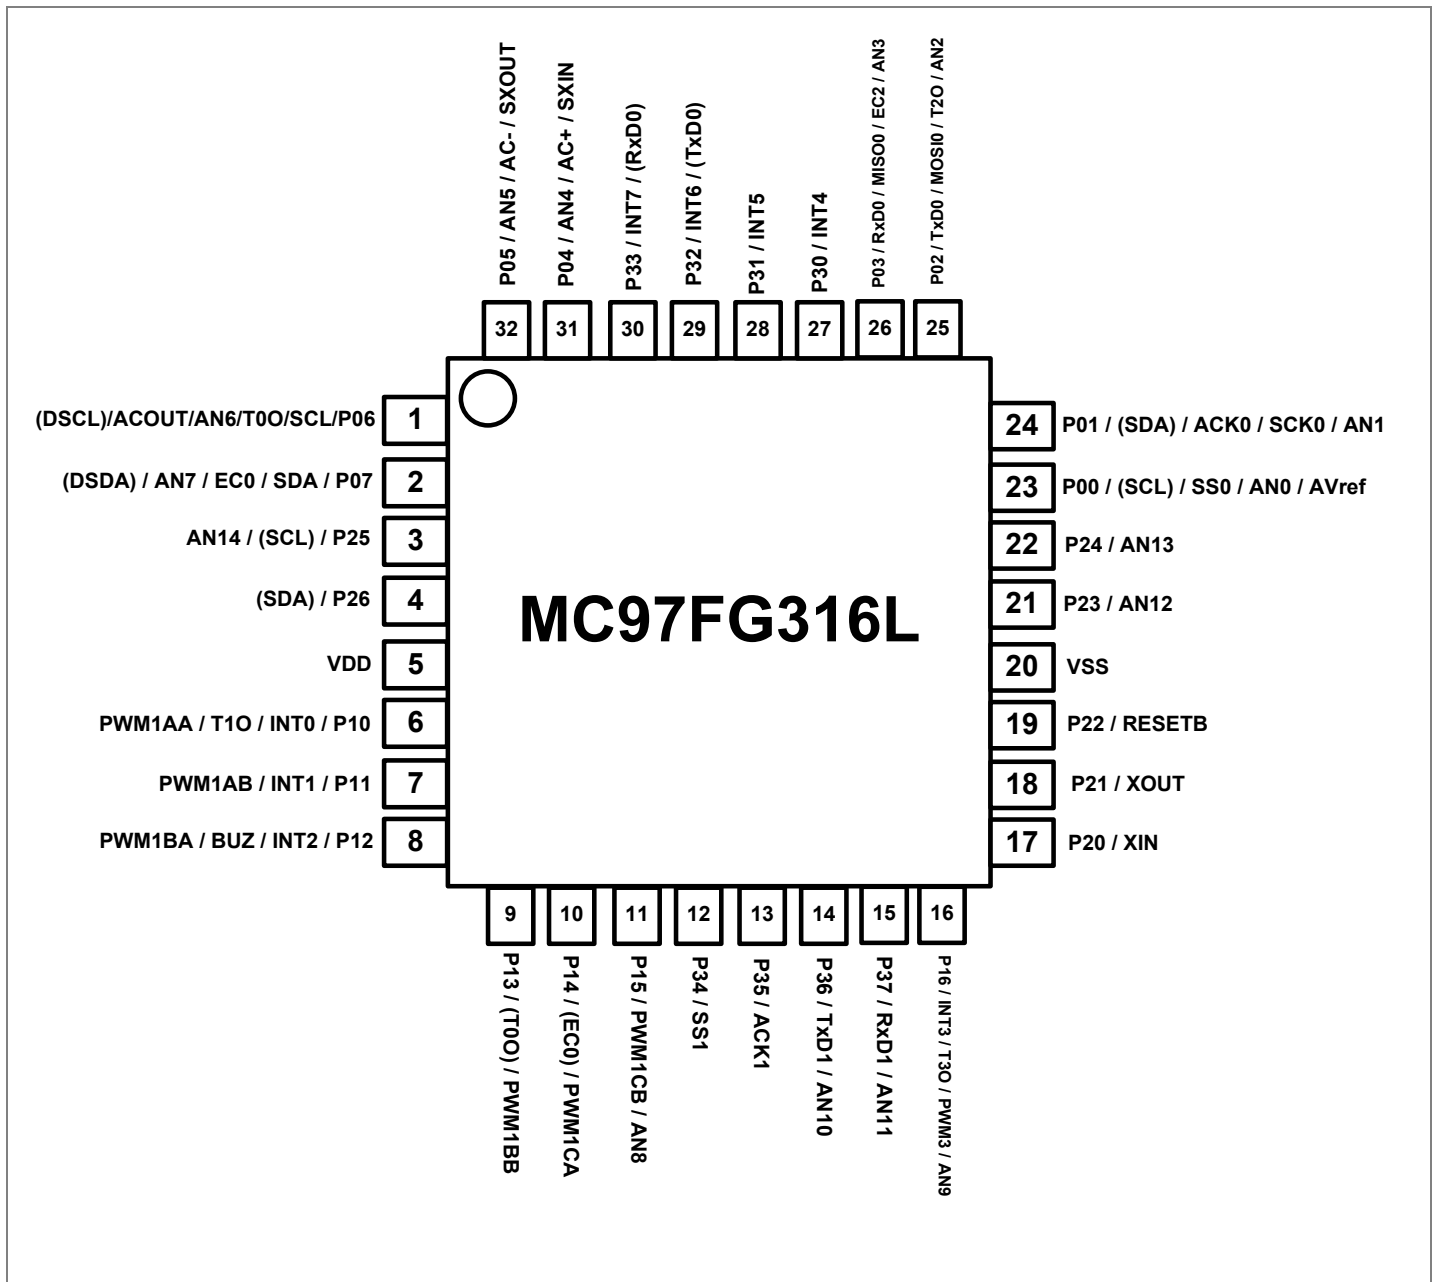 P05 / AN5 / AC- / SXOUT
P04 / AN4 / AC+ / SXIN
P33 / INT7 / (RxD0)
P32 / INT6 / (TxD0)
P31 / INT5
P30 / INT4
P03 / RxD0 / MISO0 / EC2 / AN3
P02 / TxD0 / MOSI0 / T2O / AN2
32
31
30
29
28
27
26
25
(DSCL)/ACOUT/AN6/T0O/SCL/P06
1
(DSDA) / AN7 / EC0 / SDA / P07
2
AN14 / (SCL) / P25
3
(SDA) / P26
4
VDD
5
PWM1AA / T1O / INT0 / P10
6
PWM1AB / INT1 / P11
7
PWM1BA / BUZ / INT2 / P12
8
MC97FG316L
24
P01 / (SDA) / ACK0 / SCK0 / AN1
23
P00 / (SCL) / SS0 / AN0 / AVref
22
P24 / AN13
21
P23 / AN12
20
VSS
19
P22 / RESETB
18
P21 / XOUT
17
P20 / XIN
9
10
11
12
13
14
15
16
P13 / (T0O) / PWM1BB
P14 / (EC0) / PWM1CA
P15 / PWM1CB / AN8
P34 / SS1
P35 / ACK1
P36 / TxD1 / AN10
P37 / RxD1 / AN11
P16 / INT3 / T3O / PWM3 / AN9